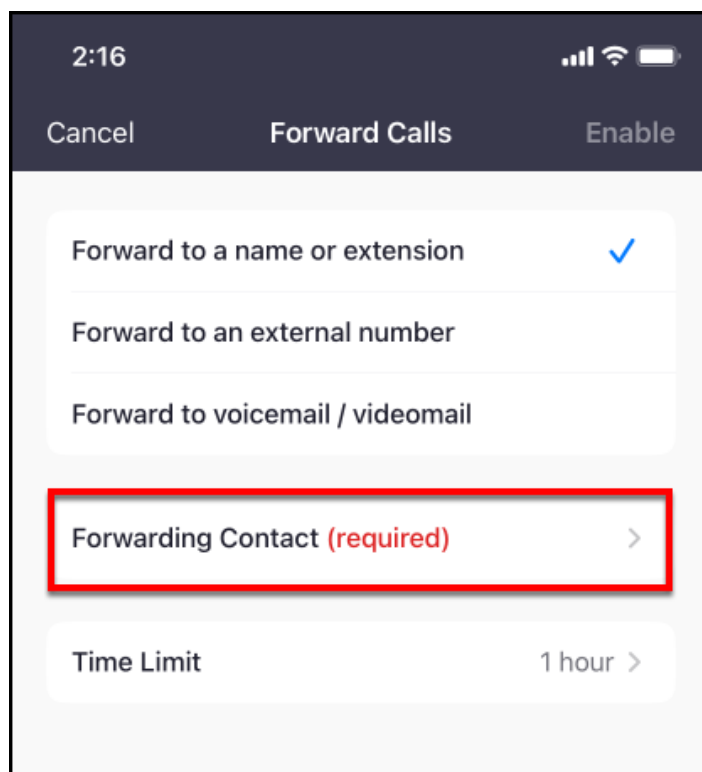 2:16
Cancel Forward Calls Enable
Forward to a name or extension
Forward to an external number
Forward to voicemail / videomail
Forwarding Contact (required)
Time Limit 1 hour